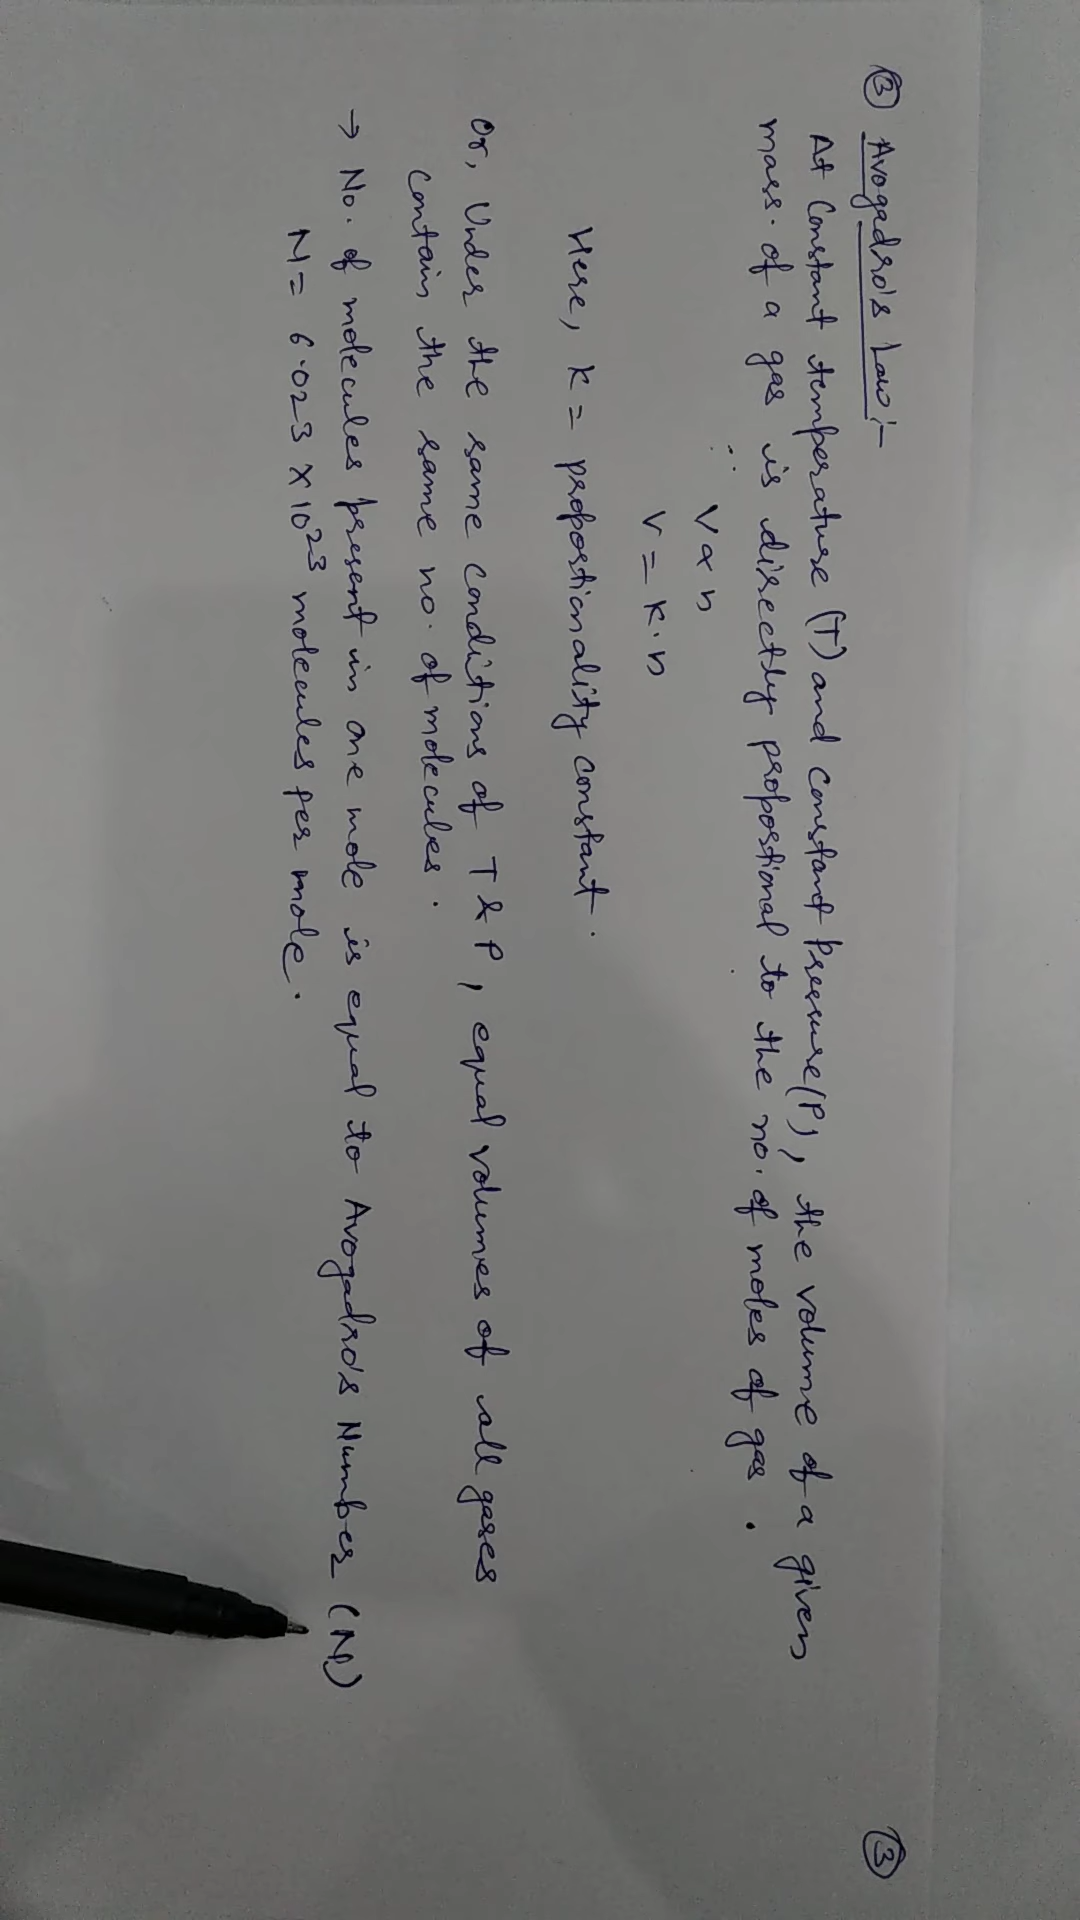 ③
③ Avogadro's Law :-
At Constant temperature (T) and constant Pressure (P), the volume of a given
mass. of a gas is directly propostional to the no. of moles of gas .
∴ V ∝ n
V = K . n
Here, K = propostionality constant .
Or, Under the same conditions of T & P , equal volumes of all gases
contain the same no. of molecules .
→ No. of molecules present in one mole is equal to Avogadro's Number (N)
N = 6.023 × 10²³ molecules per mole .